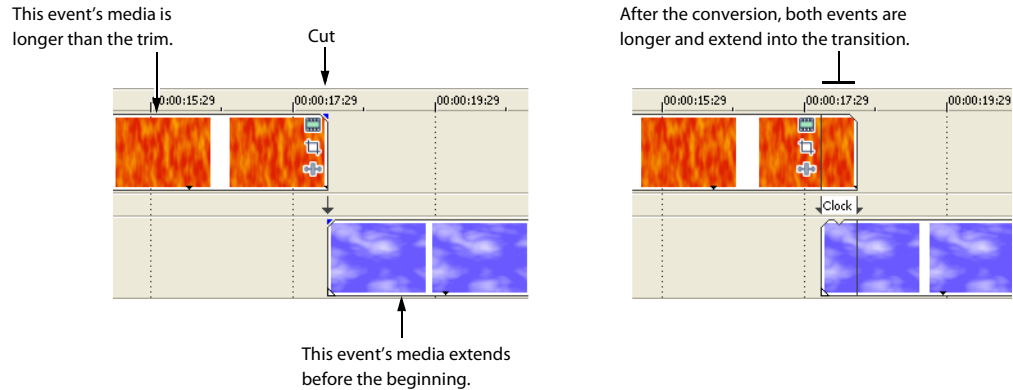 This event’s media is
longer than the trim.
Cut
After the conversion, both events are
longer and extend into the transition.
00:00:15:29 00:00:17:29 00:00:19:29
00:00:15:29 00:00:17:29 00:00:19:29
Clock
This event’s media extends
before the beginning.